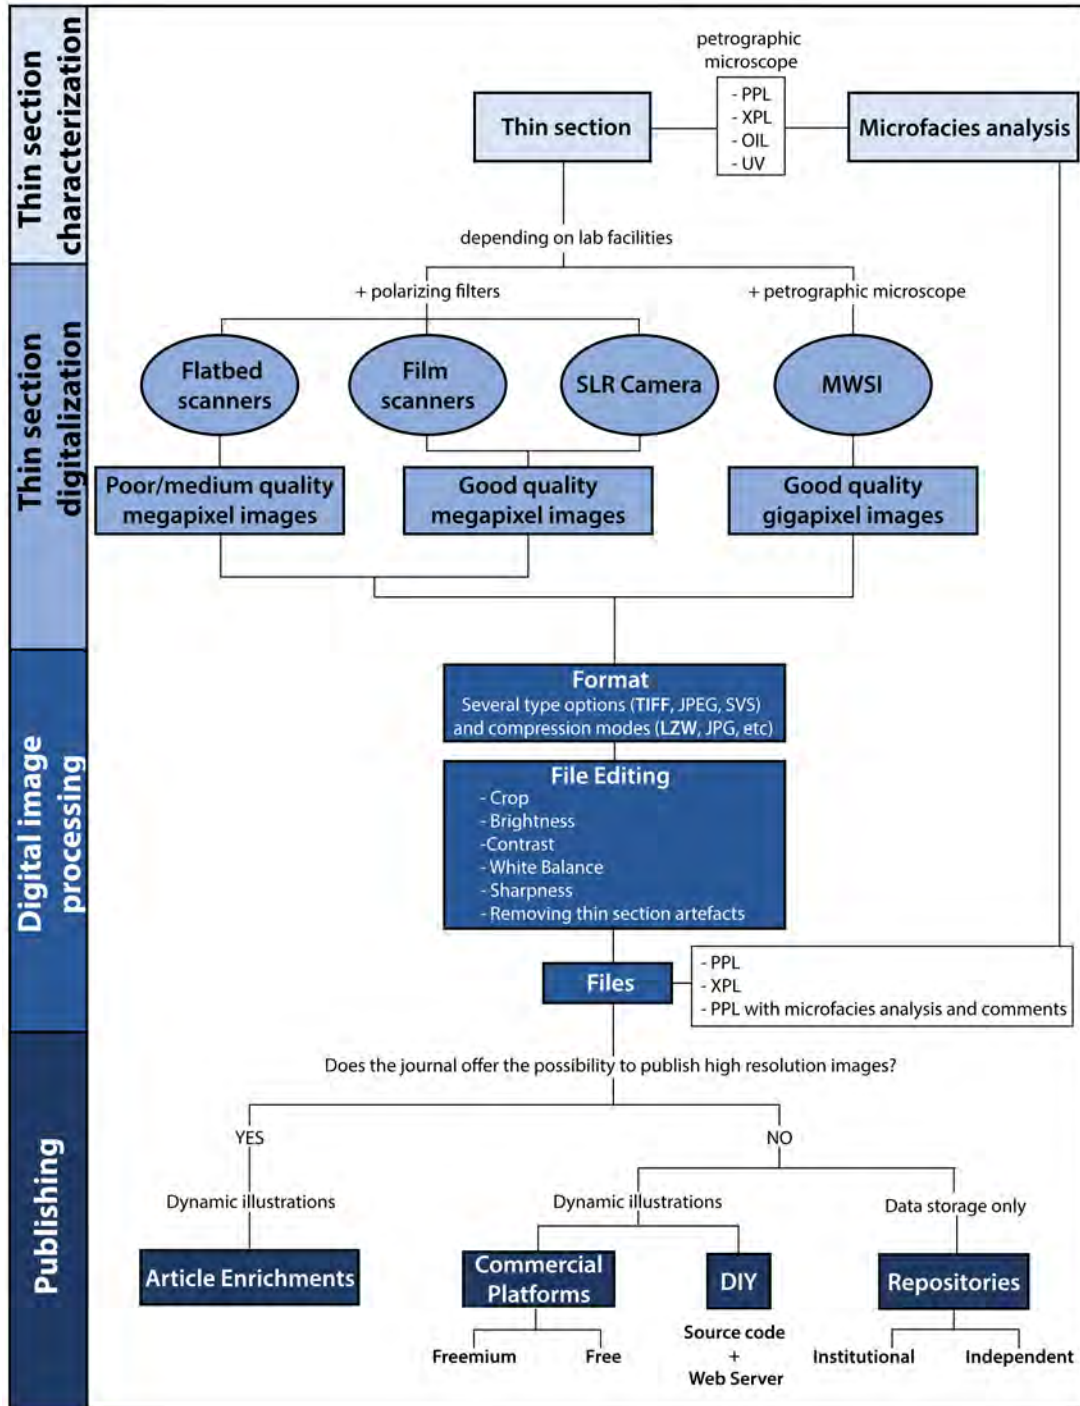 Thin section
characterization
petrographic
microscope
Thin section
- PPL
- XPL
- OIL
- UV
Microfacies analysis
depending on lab facilities
Thin section
digitalization
+ polarizing filters
+ petrographic microscope
Flatbed
scanners
Film
scanners
SLR Camera
MWSI
Poor/medium quality
megapixel images
Good quality
megapixel images
Good quality
gigapixel images
Digital image
processing
Format
Several type options (TIFF, JPEG, SVS)
and compression modes (LZW, JPG, etc)
File Editing
- Crop
- Brightness
-Contrast
- White Balance
- Sharpness
- Removing thin section artefacts
Files
- PPL
- XPL
- PPL with microfacies analysis and comments
Publishing
Does the journal offer the possibility to publish high resolution images?
YES
NO
Dynamic illustrations
Dynamic illustrations
Data storage only
Article Enrichments
Commercial
Platforms
DIY
Repositories
Freemium
Free
Source code
+
Web Server
Institutional
Independent